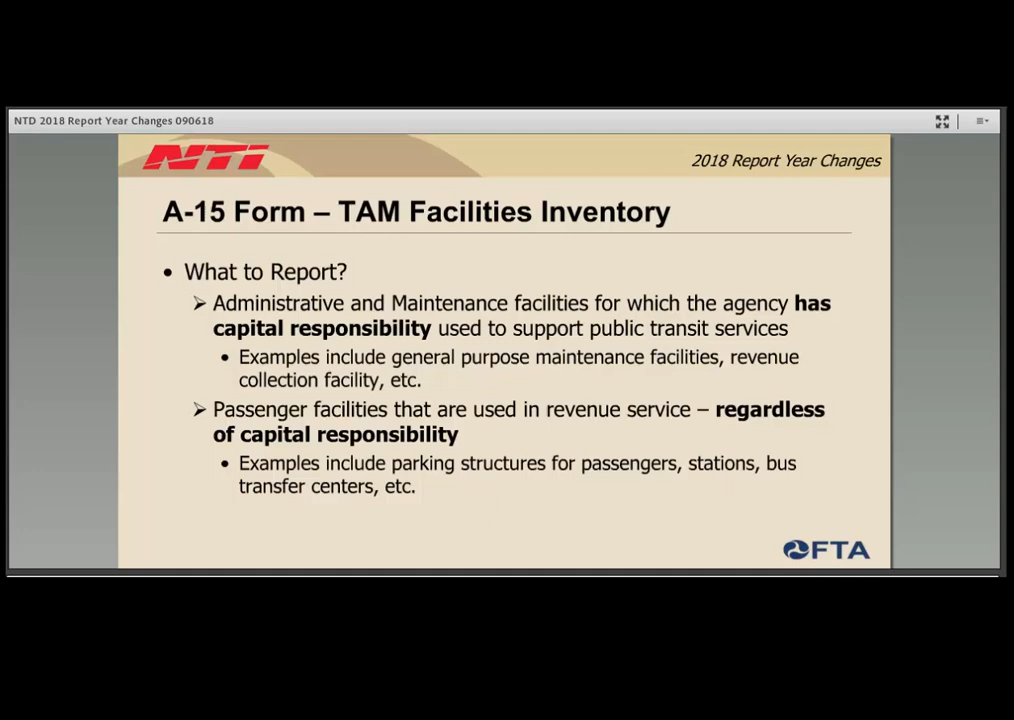 NTD 2018 Report Year Changes 090618
NTI
2018 Report Year Changes
A-15 Form – TAM Facilities Inventory
• What to Report?
➢ Administrative and Maintenance facilities for which the agency has
capital responsibility used to support public transit services
• Examples include general purpose maintenance facilities, revenue
collection facility, etc.
➢ Passenger facilities that are used in revenue service – regardless
of capital responsibility
• Examples include parking structures for passengers, stations, bus
transfer centers, etc.
FTA